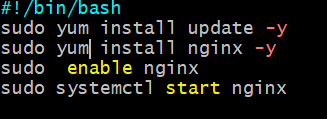 #!/bin/bash
sudo yum install update -y
sudo yum install nginx -y
sudo  enable nginx
sudo systemctl start nginx